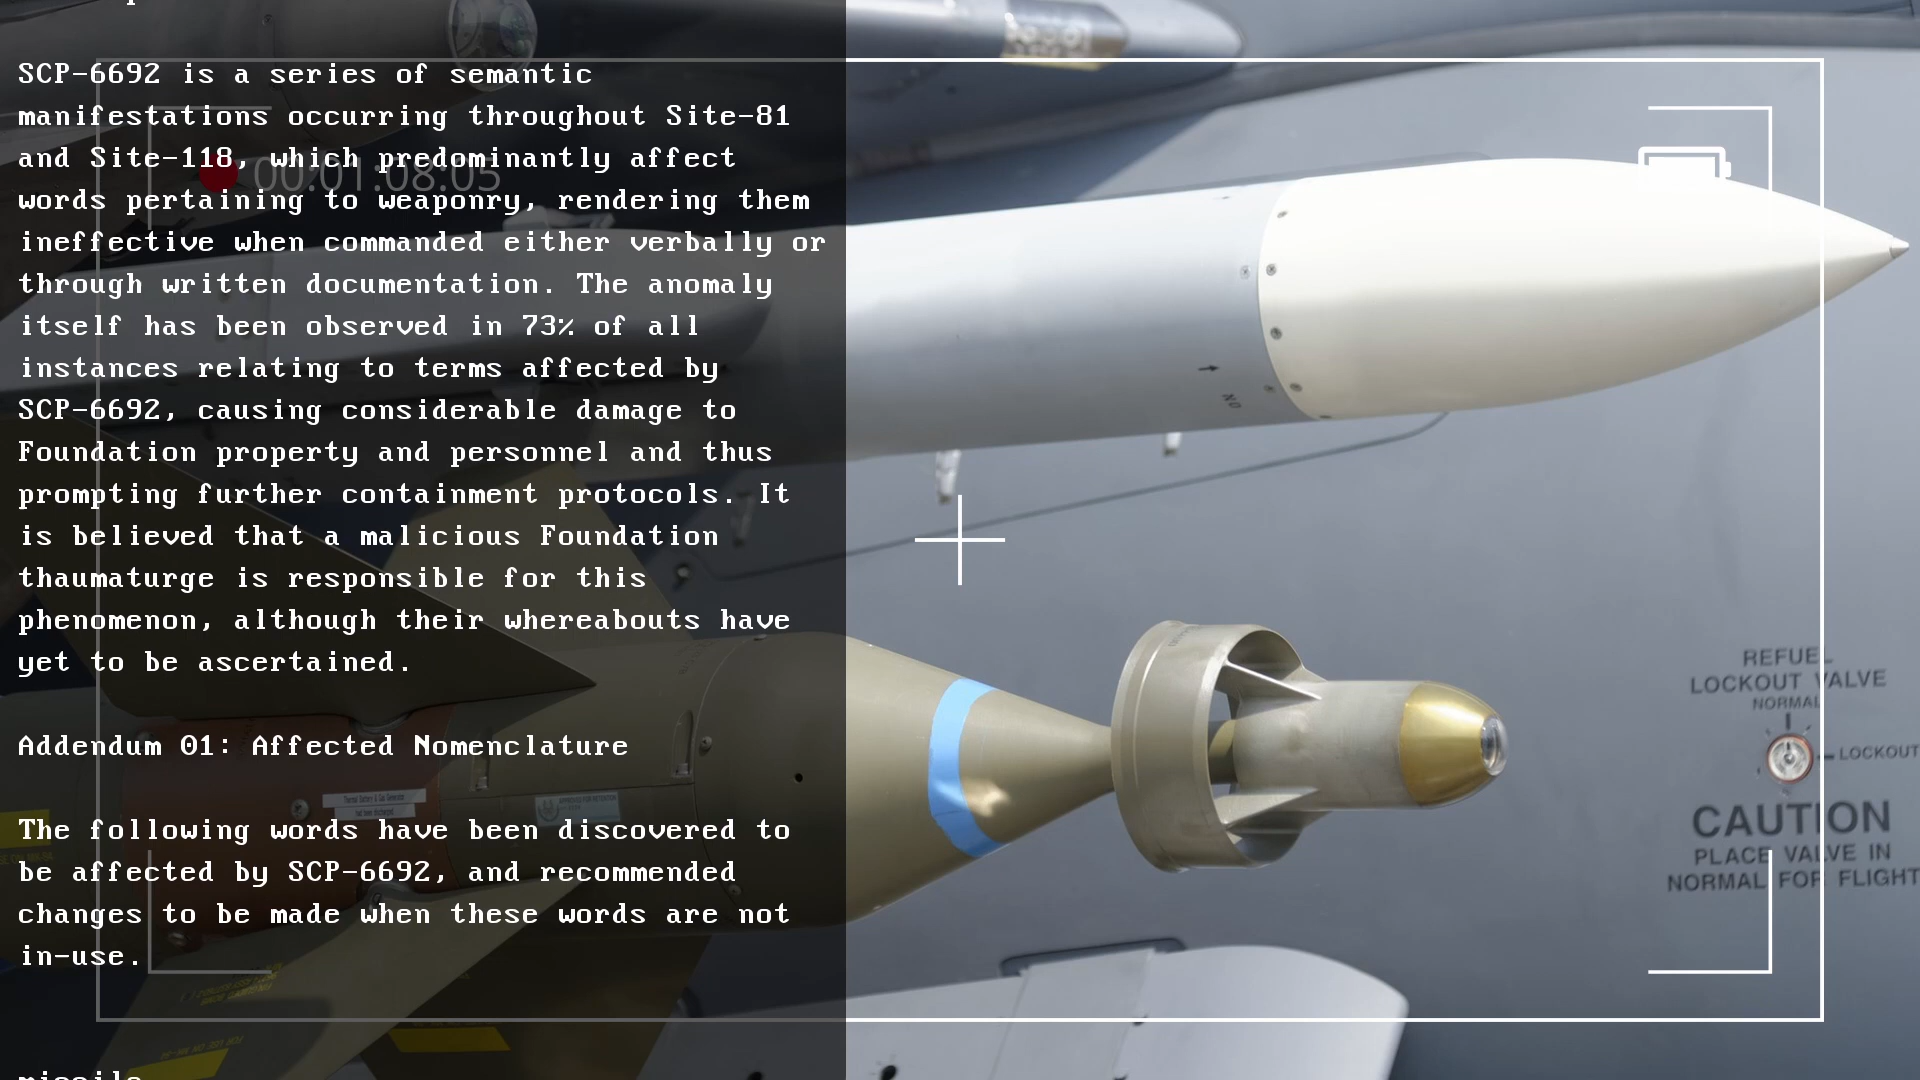 SCP-6692 is a series of semantic
manifestations occurring throughout Site-81
and Site-118, which predominantly affect
words pertaining to weaponry, rendering them
ineffective when commanded either verbally or
through written documentation. The anomaly
itself has been observed in 73% of all
instances relating to terms affected by
SCP-6692, causing considerable damage to
Foundation property and personnel and thus
prompting further containment protocols. It
is believed that a malicious Foundation
thaumaturge is responsible for this
phenomenon, although their whereabouts have
yet to be ascertained.
Addendum 01: Affected Nomenclature
The following words have been discovered to
be affected by SCP-6692, and recommended
changes to be made when these words are not
in-use.
missile
00:01:08:05
NO
REFUEL
LOCKOUT VALVE
NORMAL
LOCKOUT
CAUTION
PLACE VALVE IN
NORMAL FOR FLIGHT